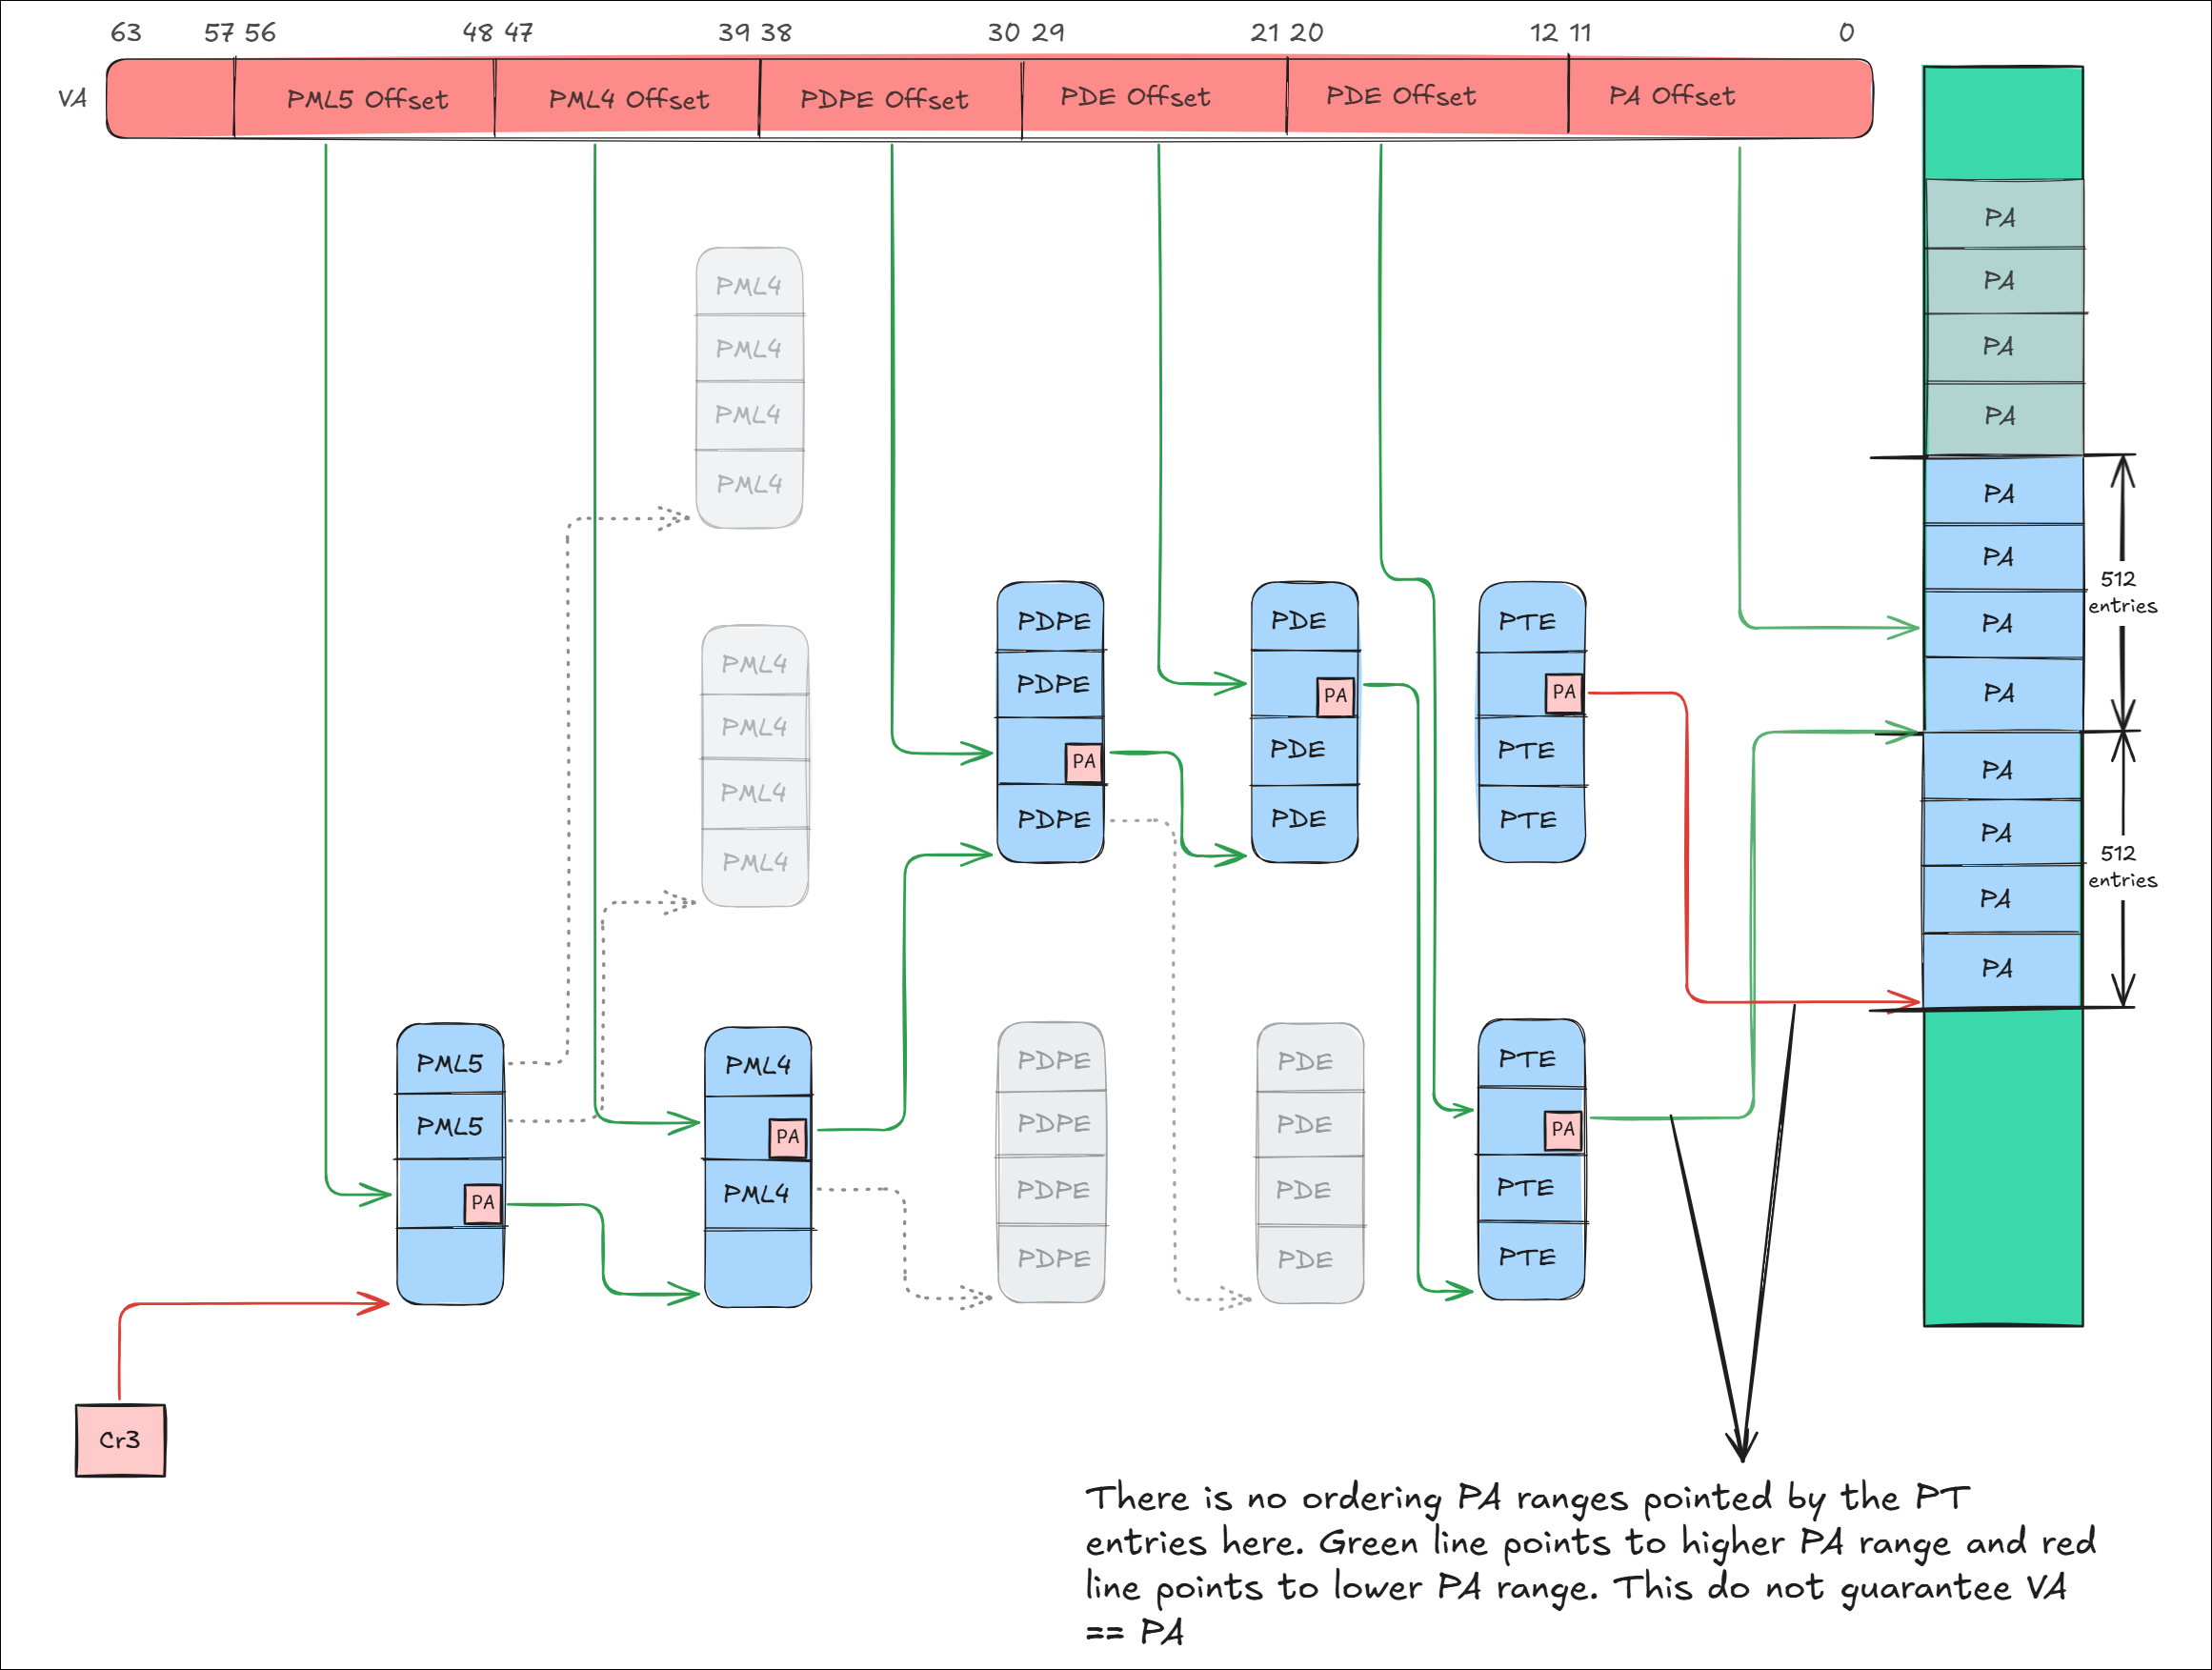 63 57 56 48 47 39 38 30 29 21 20 12 11 0
VA PML5 Offset PML4 Offset PDPE Offset PDE Offset PDE Offset PA Offset
PML4
PML4
PML4
PML4
PML4
PML4
PML4
PML4
PML5
PML5
PA
PML4
PA
PML4
PDPE
PDPE
PA
PDPE
PDPE
PDPE
PDPE
PDPE
PDE
PA
PDE
PDE
PDE
PDE
PDE
PDE
PTE
PA
PTE
PTE
PTE
PA
PTE
PTE
PA
PA
PA
PA
PA
PA
PA
PA
512
entries
PA
PA
PA
PA
512
entries
Cr3
There is no ordering PA ranges pointed by the PT
entries here. Green line points to higher PA range and red
line points to lower PA range. This do not guarantee VA
== PA